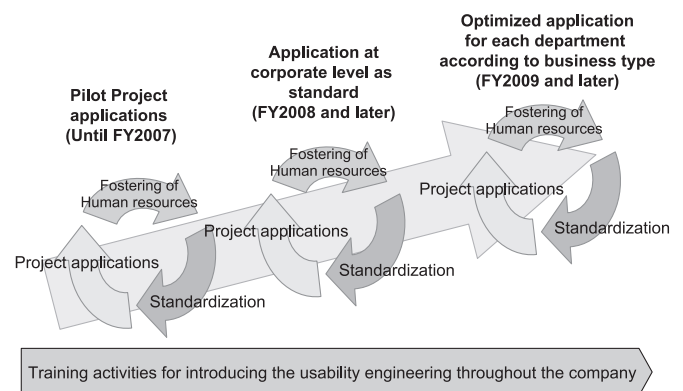 Pilot Project
applications
(Until FY2007)
Fostering of
Human resources
Project applications
Standardization
Application at
corporate level as
standard
(FY2008 and later)
Fostering of
Human resources
Project applications
Standardization
Optimized application
for each department
according to business type
(FY2009 and later)
Fostering of
Human resources
Project applications
Standardization
Training activities for introducing the usability engineering throughout the company